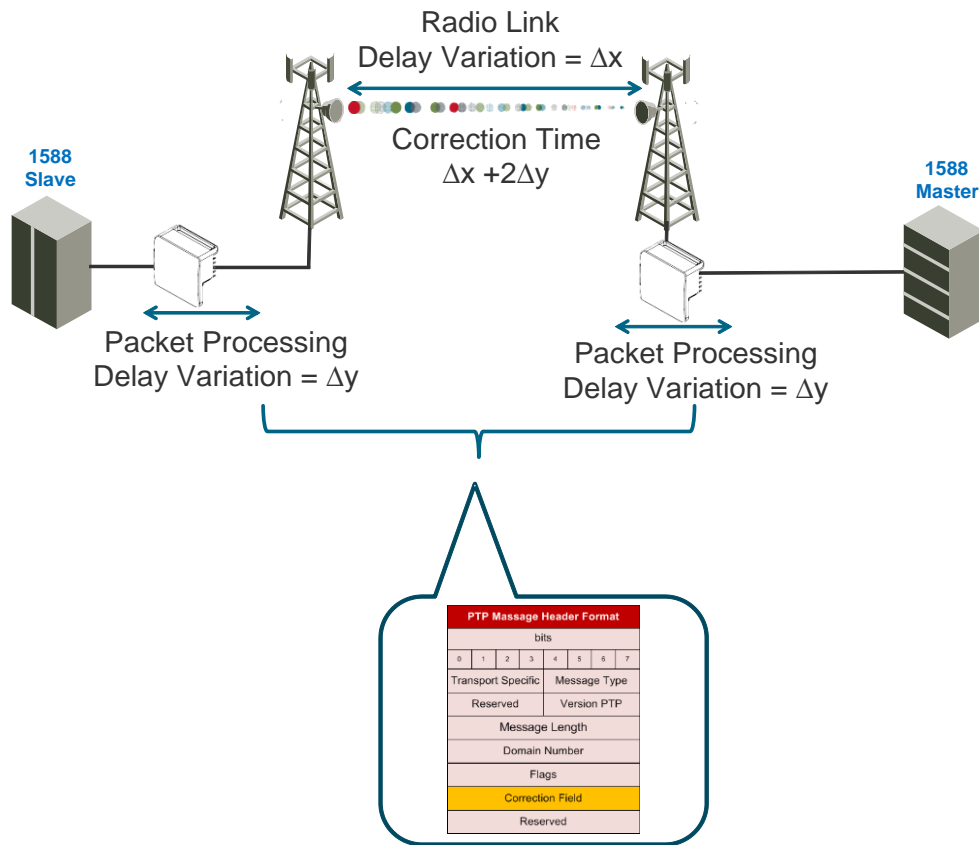 Radio Link
Delay Variation = Δx
Correction Time
Δx +2Δy
1588
Slave
1588
Master
Packet Processing
Delay Variation = Δy
Packet Processing
Delay Variation = Δy
PTP Massage Header Format
bits
0 1 2 3 4 5 6 7
Transport Specific Message Type
Reserved Version PTP
Message Length
Domain Number
Flags
Correction Field
Reserved